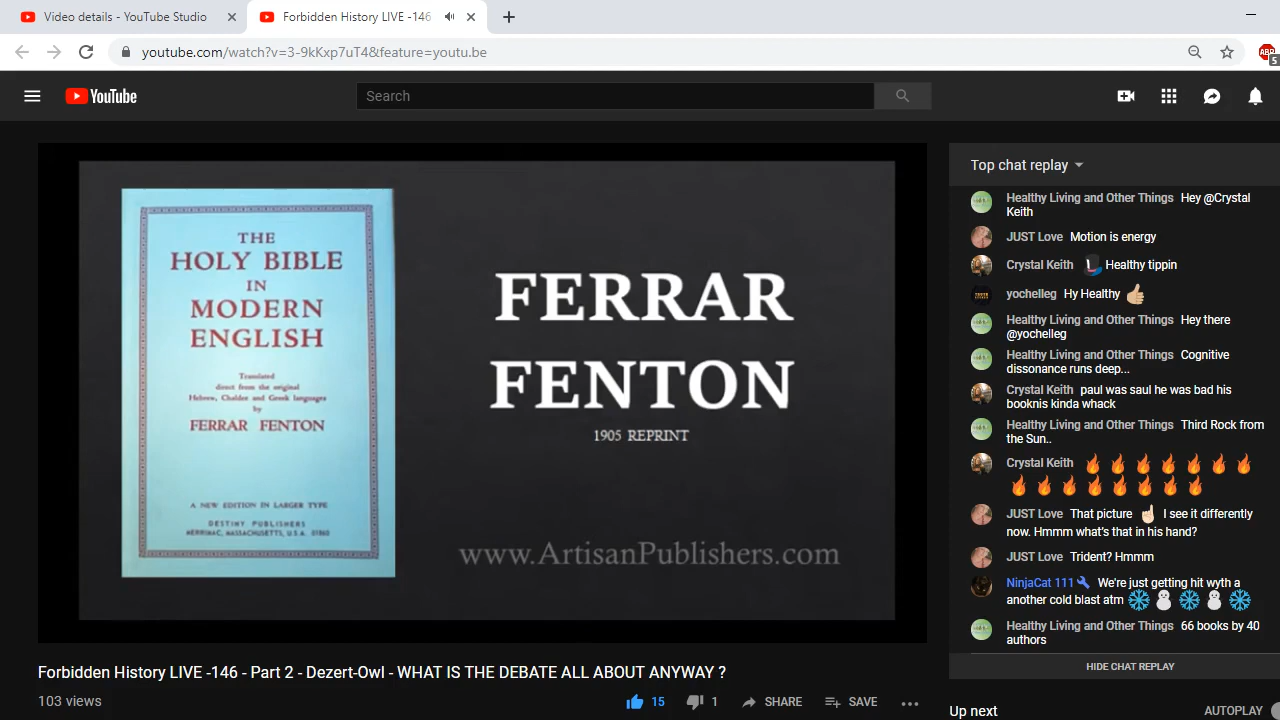 Video details - YouTube Studio
Forbidden History LIVE -146
youtube.com/watch?v=3-9kKxp7uT4&feature=youtu.be
ABP
5
YouTube
Search
THE
HOLY BIBLE
IN
MODERN
ENGLISH
Translated
direct from the original
Hebrew, Chaldee and Greek languages
by
FERRAR FENTON
A NEW EDITION IN LARGER TYPE
DESTINY PUBLISHERS
MERRIMAC, MASSACHUSETTS, U.S.A. 01860
FERRAR
FENTON
1905 REPRINT
www.ArtisanPublishers.com
Forbidden History LIVE -146 - Part 2 - Dezert-Owl - WHAT IS THE DEBATE ALL ABOUT ANYWAY ?
103 views
15
1
SHARE
SAVE
Top chat replay
Healthy Living and Other Things Hey @Crystal
Keith
JUST Love Motion is energy
Crystal Keith Healthy tippin
yochelleg Hy Healthy 👍🏼
Healthy Living and Other Things Hey there
@yochelleg
Healthy Living and Other Things Cognitive
dissonance runs deep...
Crystal Keith paul was saul he was bad his
booknis kinda whack
Healthy Living and Other Things Third Rock from
the Sun..
Crystal Keith 🔥🔥🔥🔥🔥🔥🔥
🔥🔥🔥🔥🔥🔥🔥🔥
JUST Love That picture ☝🏻 I see it differently
now. Hmmm what's that in his hand?
JUST Love Trident? Hmmm
NinjaCat 111 We're just getting hit wyth a
another cold blast atm ❄️⛄❄️⛄❄️
Healthy Living and Other Things 66 books by 40
authors
HIDE CHAT REPLAY
Up next
AUTOPLAY